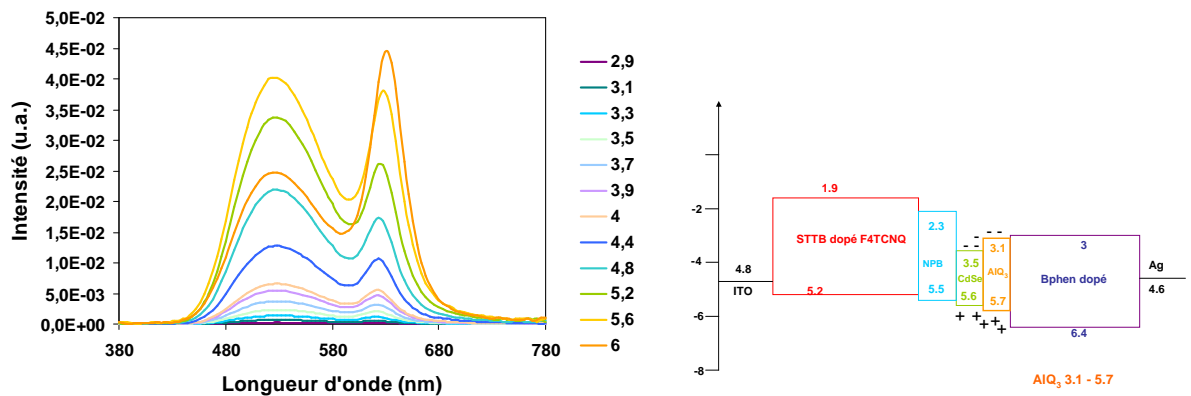 5,0E-02
4,5E-02
4,0E-02
3,5E-02
3,0E-02
2,5E-02
2,0E-02
1,5E-02
1,0E-02
5,0E-03
0,0E+00
Intensité (u.a.)
380 480 580 680 780
Longueur d'onde (nm)
2,9
3,1
3,3
3,5
3,7
3,9
4
4,4
4,8
5,2
5,6
6
-2
-4
-6
-8
4.8
ITO
1.9
STTB dopé F4TCNQ
5.2
2.3
NPB
5.5
- - - -
3.5
CdSe
5.6
3.1
AlQ3
5.7
+ + + + +
3
Bphen dopé
6.4
Ag
4.6
AlQ3 3.1 - 5.7